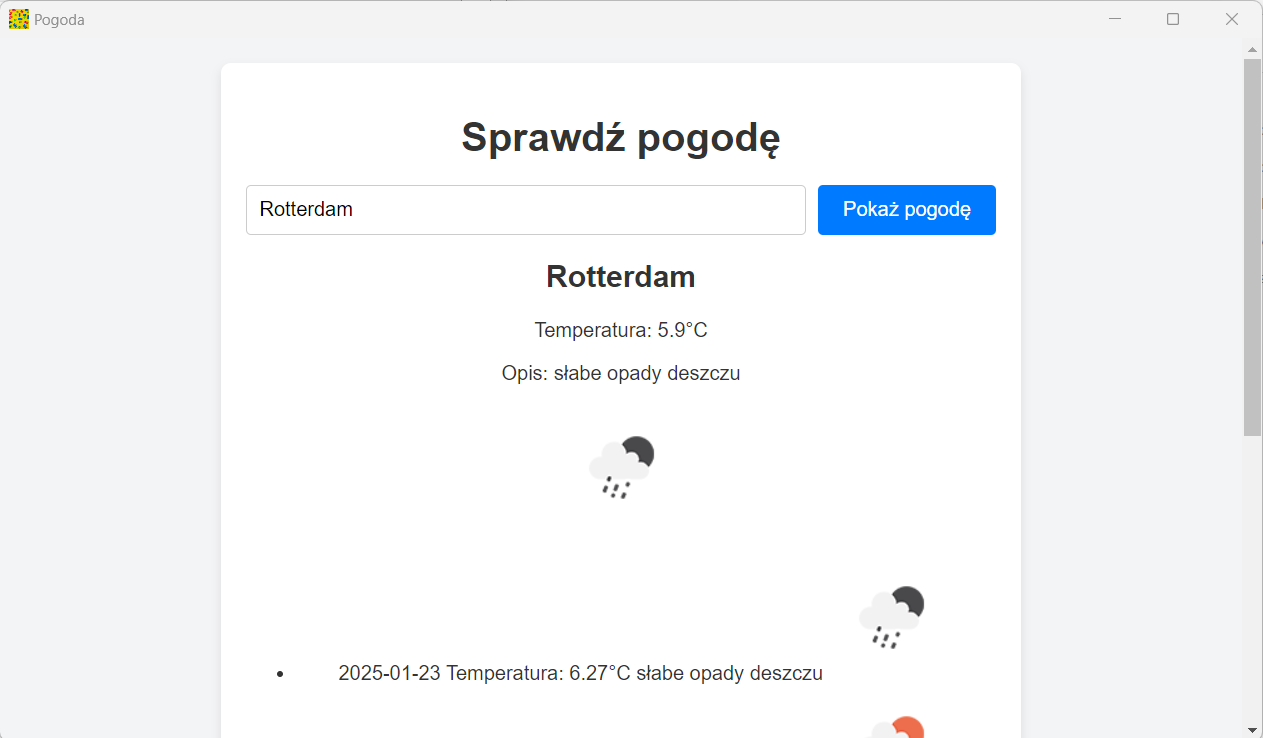 Pogoda
Sprawdź pogodę
Rotterdam
Pokaż pogodę
Rotterdam
Temperatura: 5.9°C
Opis: słabe opady deszczu
2025-01-23 Temperatura: 6.27°C słabe opady deszczu